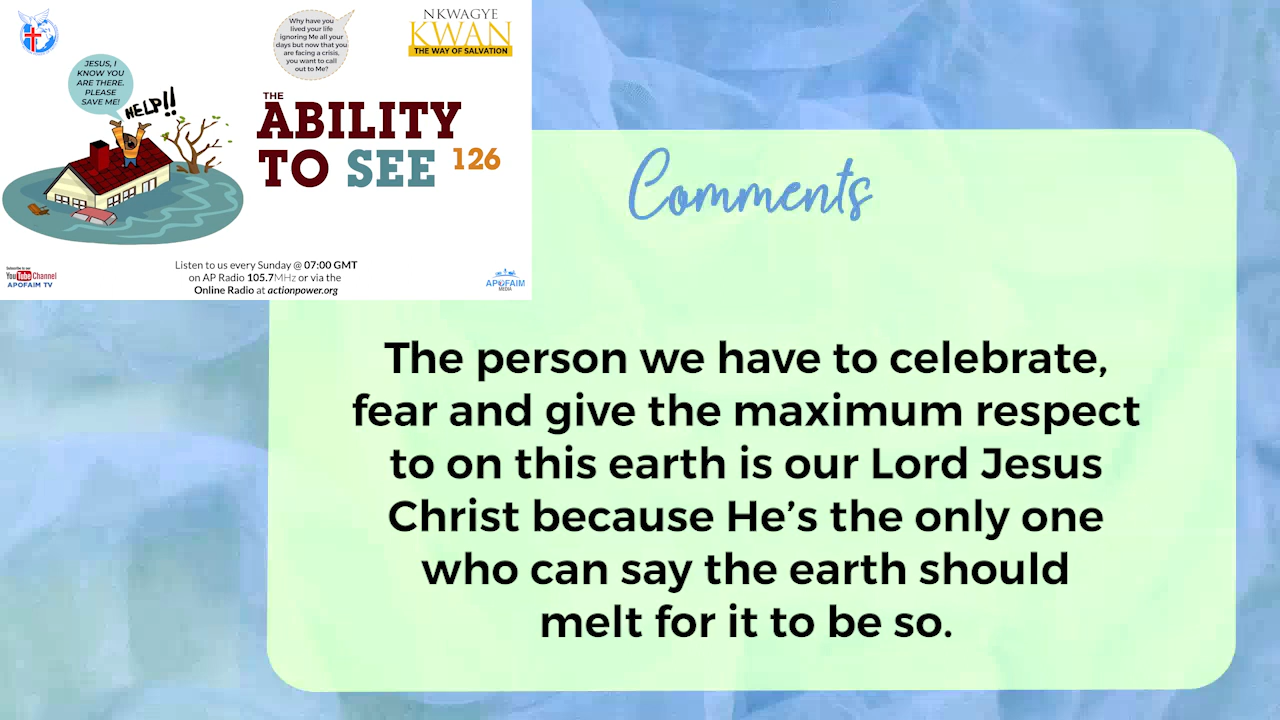 Why have you
lived your life
ignoring Me all your
days but now that you
are facing a crisis,
you want to call
out to Me?
NKWAGYE
KWAN
THE WAY OF SALVATION
JESUS, I
KNOW YOU
ARE THERE.
PLEASE
SAVE ME!
HELP!!
THE
ABILITY
TO SEE 126
Listen to us every Sunday @ 07:00 GMT
on AP Radio 105.7MHz or via the
Online Radio at actionpower.org
Subscribe to our
YouTube Channel
APOFAIM TV
APOFAIM
MEDIA
Comments
The person we have to celebrate,
fear and give the maximum respect
to on this earth is our Lord Jesus
Christ because He's the only one
who can say the earth should
melt for it to be so.